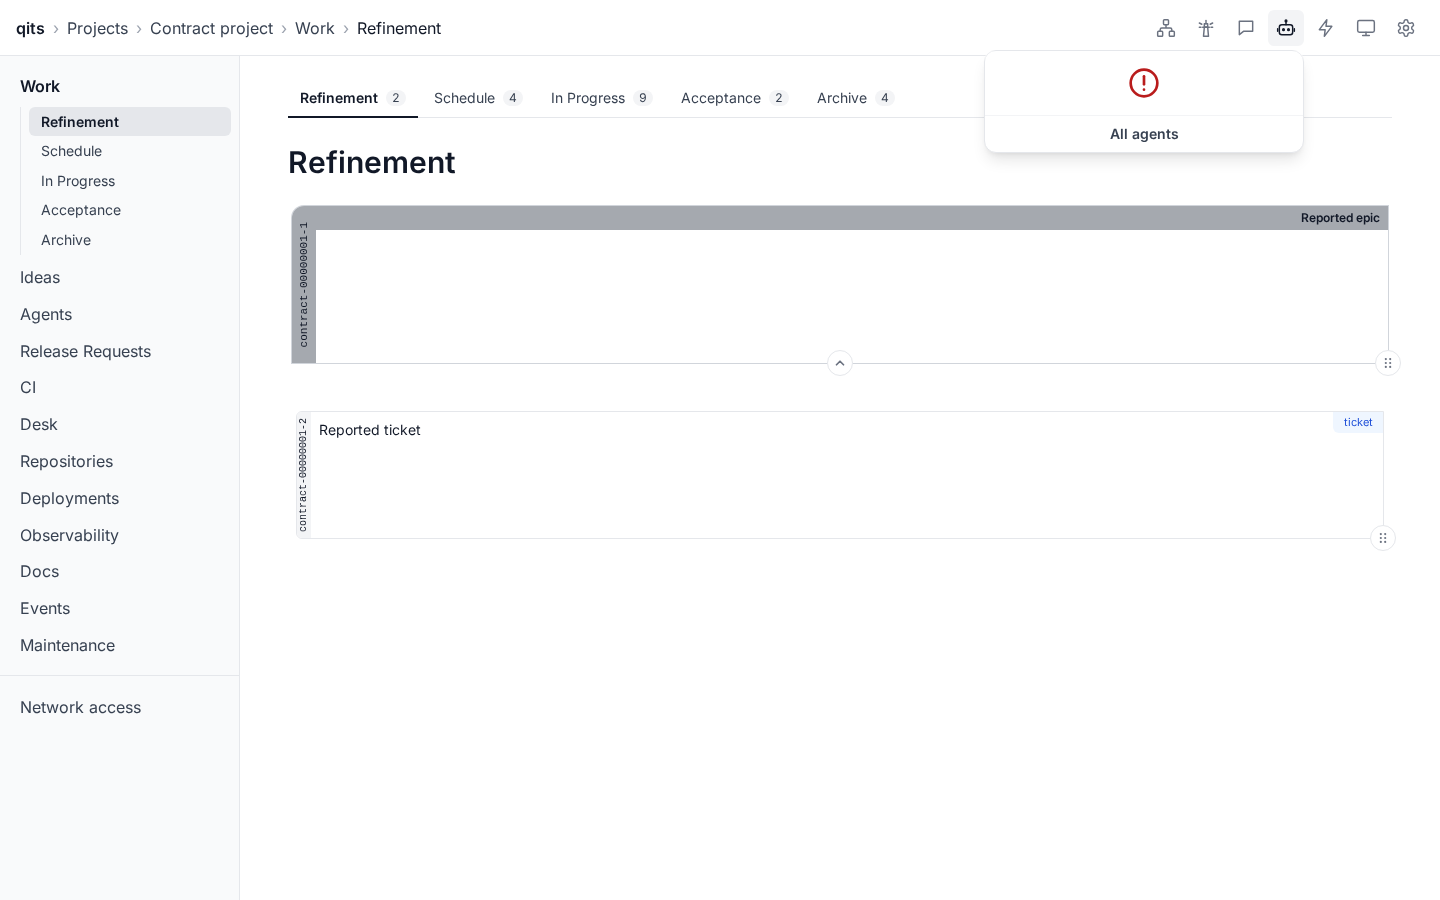 qits › Projects › Contract project › Work › Refinement
All agents
Work
Refinement
Schedule
In Progress
Acceptance
Archive
Ideas
Agents
Release Requests
CI
Desk
Repositories
Deployments
Observability
Docs
Events
Maintenance
Network access
Refinement 2
Schedule 4
In Progress 9
Acceptance 2
Archive 4
Refinement
Reported epic
contract-00000001-1
contract-00000001-2
Reported ticket
ticket